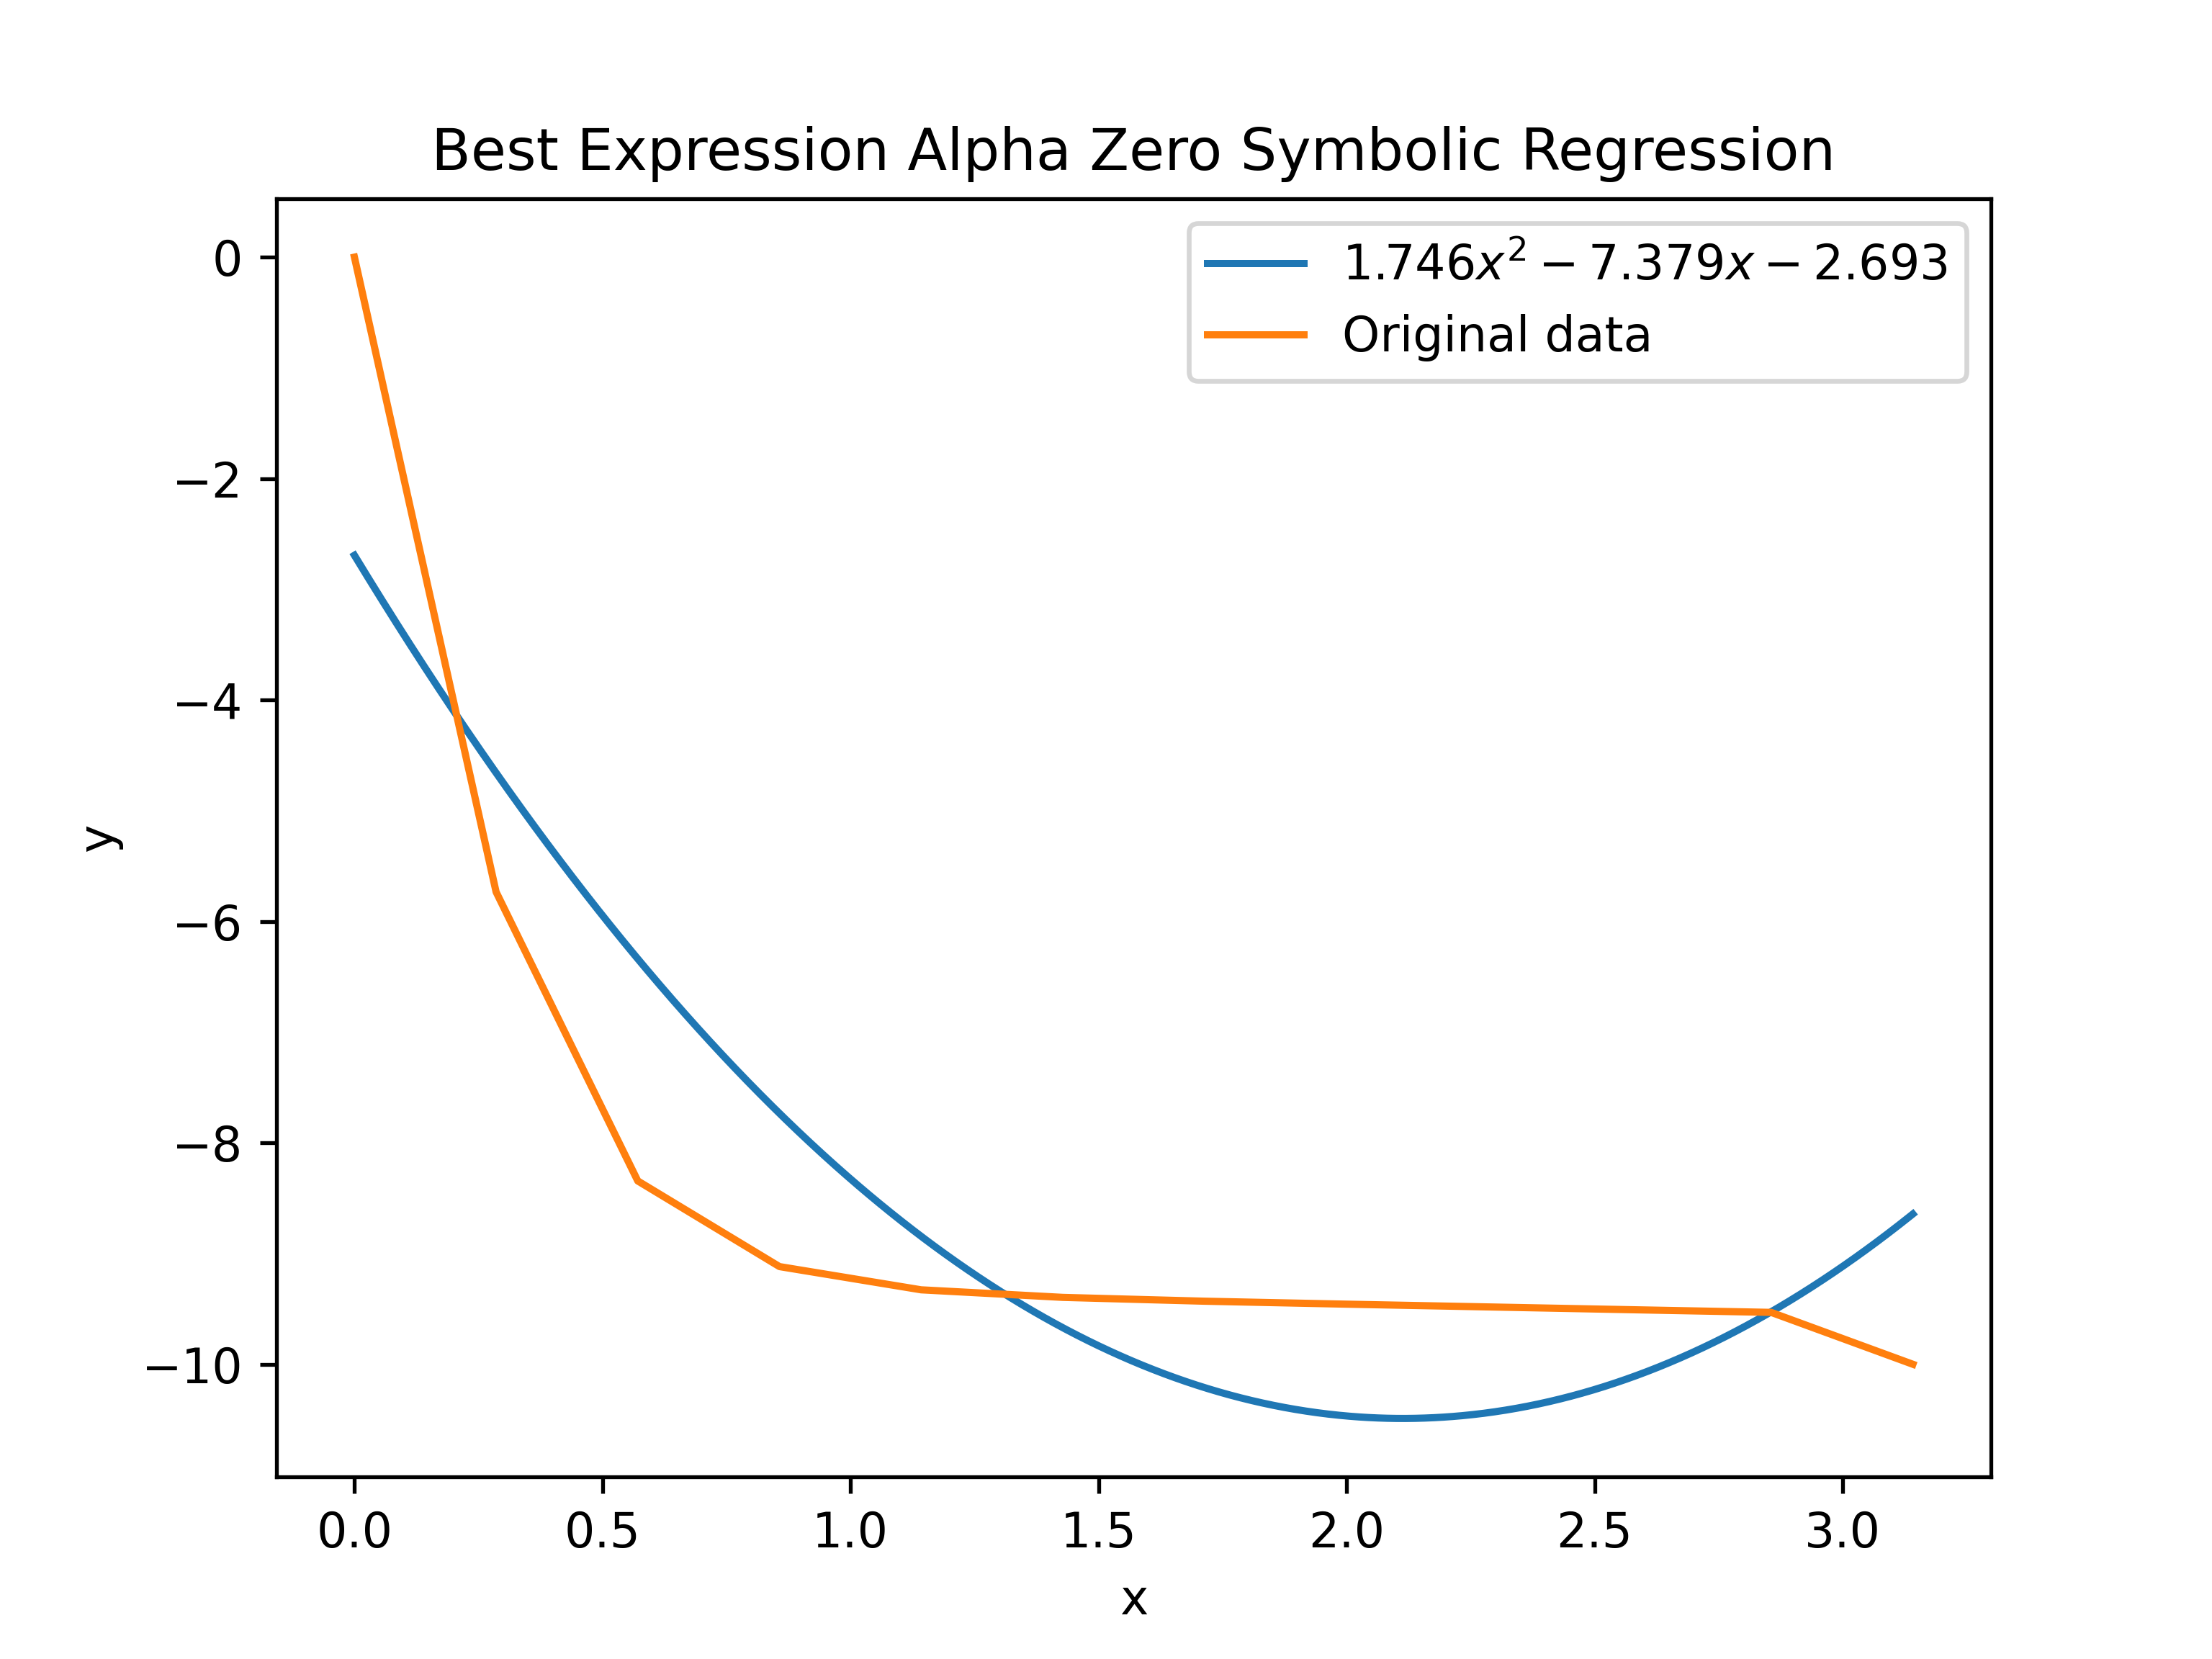 Best Expression Alpha Zero Symbolic Regression
1.746x² − 7.379x − 2.693
Original data
0
−2
−4
−6
−8
−10
y
0.0 0.5 1.0 1.5 2.0 2.5 3.0
x